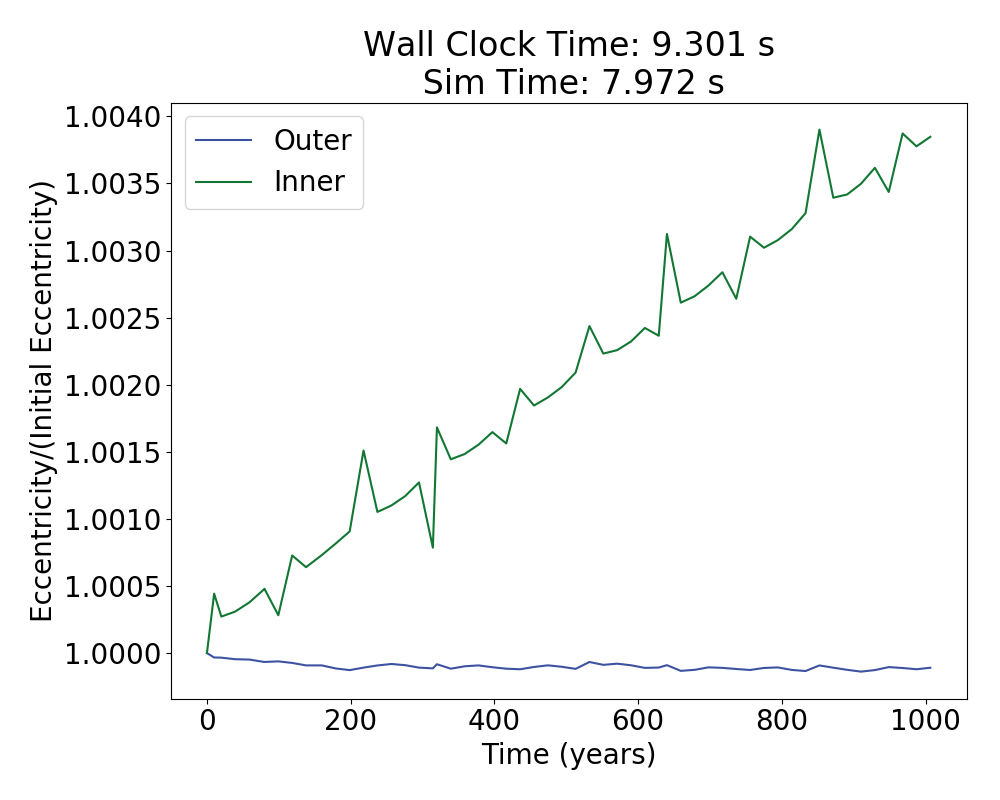 Wall Clock Time: 9.301 s
Sim Time: 7.972 s
1.0040
1.0035
1.0030
1.0025
1.0020
1.0015
1.0010
1.0005
1.0000
Eccentricity/(Initial Eccentricity)
Outer
Inner
0 200 400 600 800 1000
Time (years)